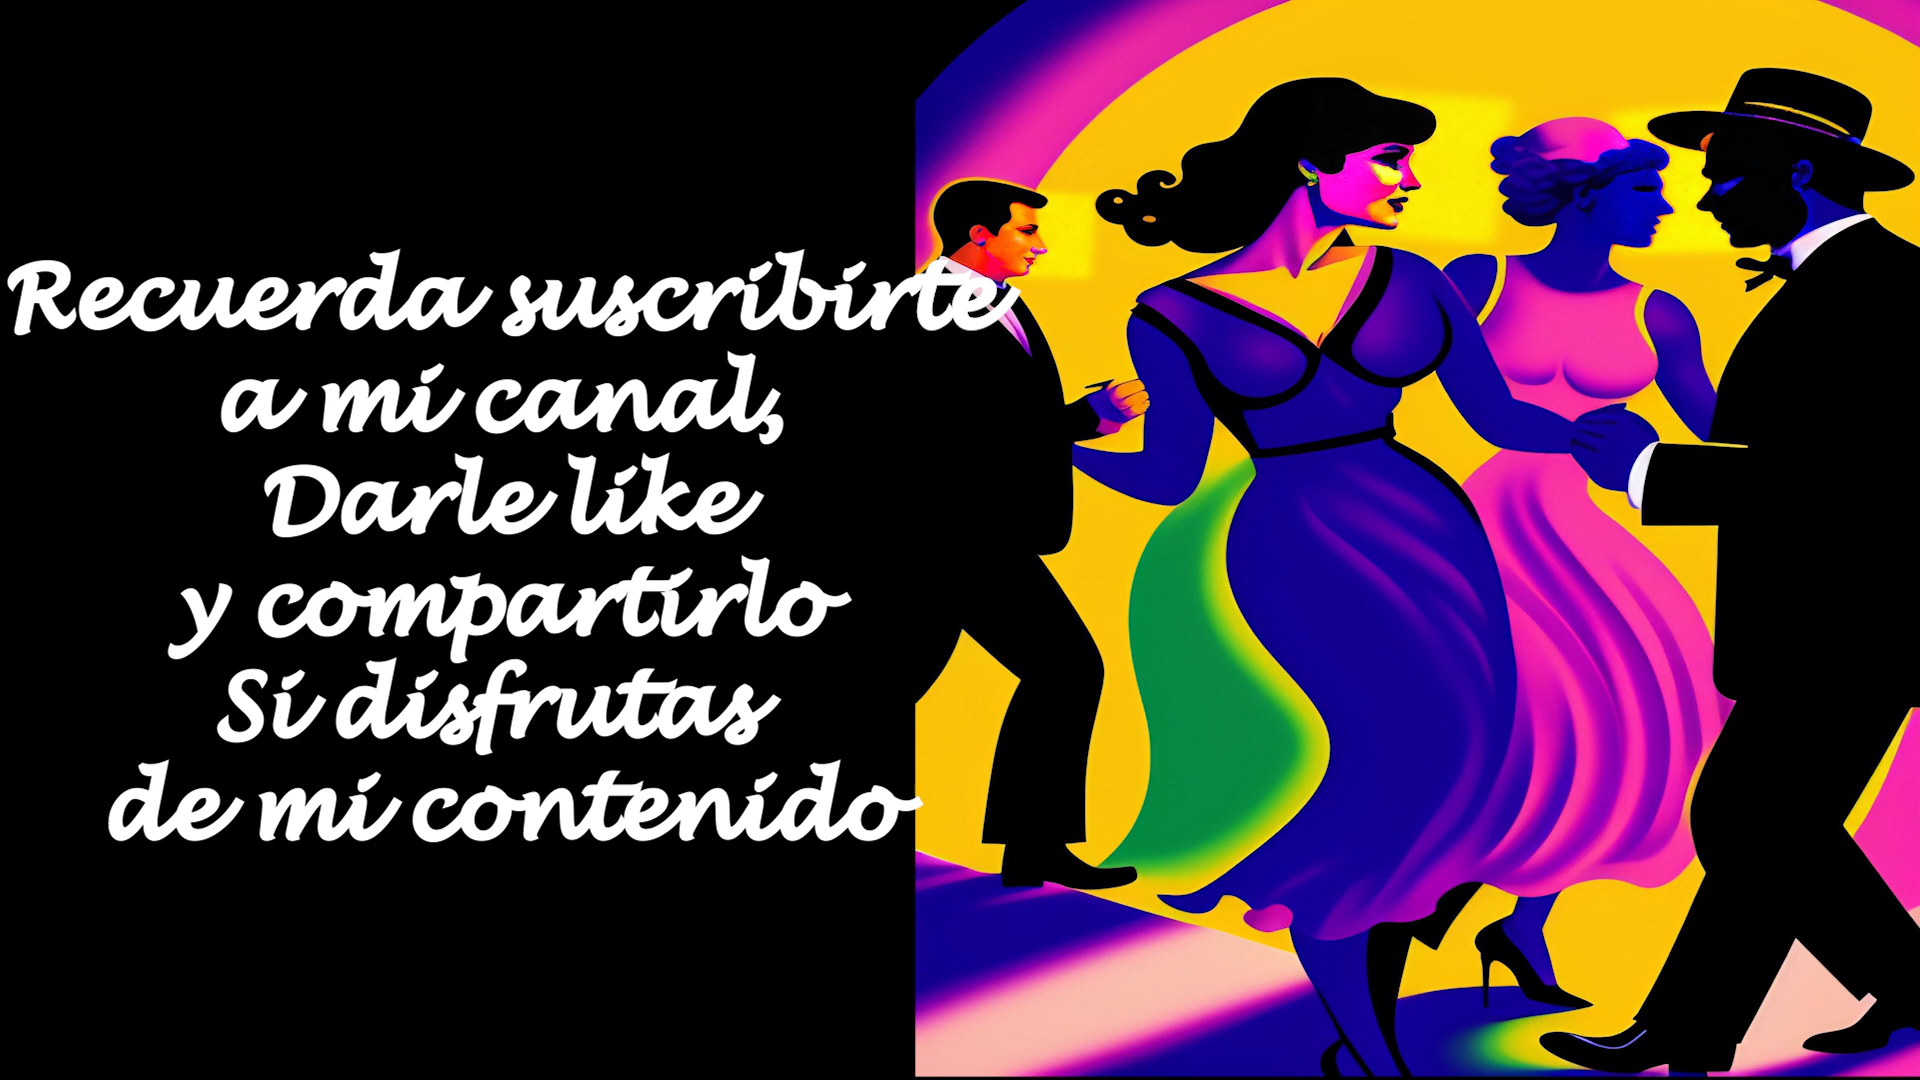 Recuerda suscribirte
a mi canal,
Darle like
y compartirlo
Si disfrutas
de mi contenido